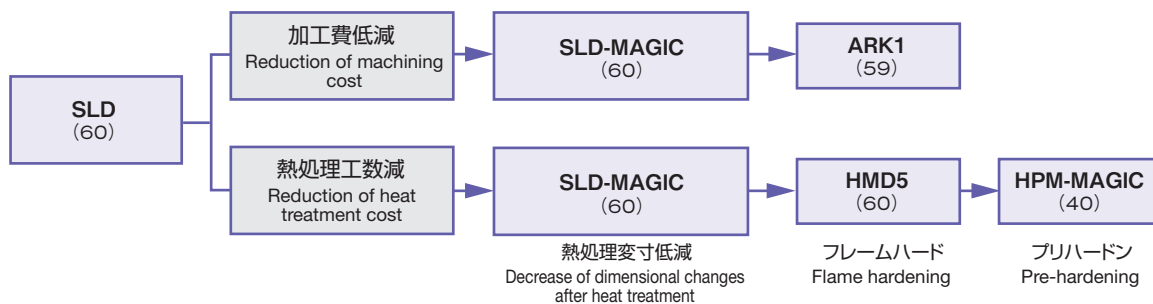 SLD
（60）
加工費低減
Reduction of machining
cost
SLD-MAGIC
（60）
ARK1
（59）
熱処理工数減
Reduction of heat
treatment cost
SLD-MAGIC
（60）
HMD5
（60）
HPM-MAGIC
（40）
熱処理変寸低減
Decrease of dimensional changes
after heat treatment
フレームハード
Flame hardening
プリハードン
Pre-hardening